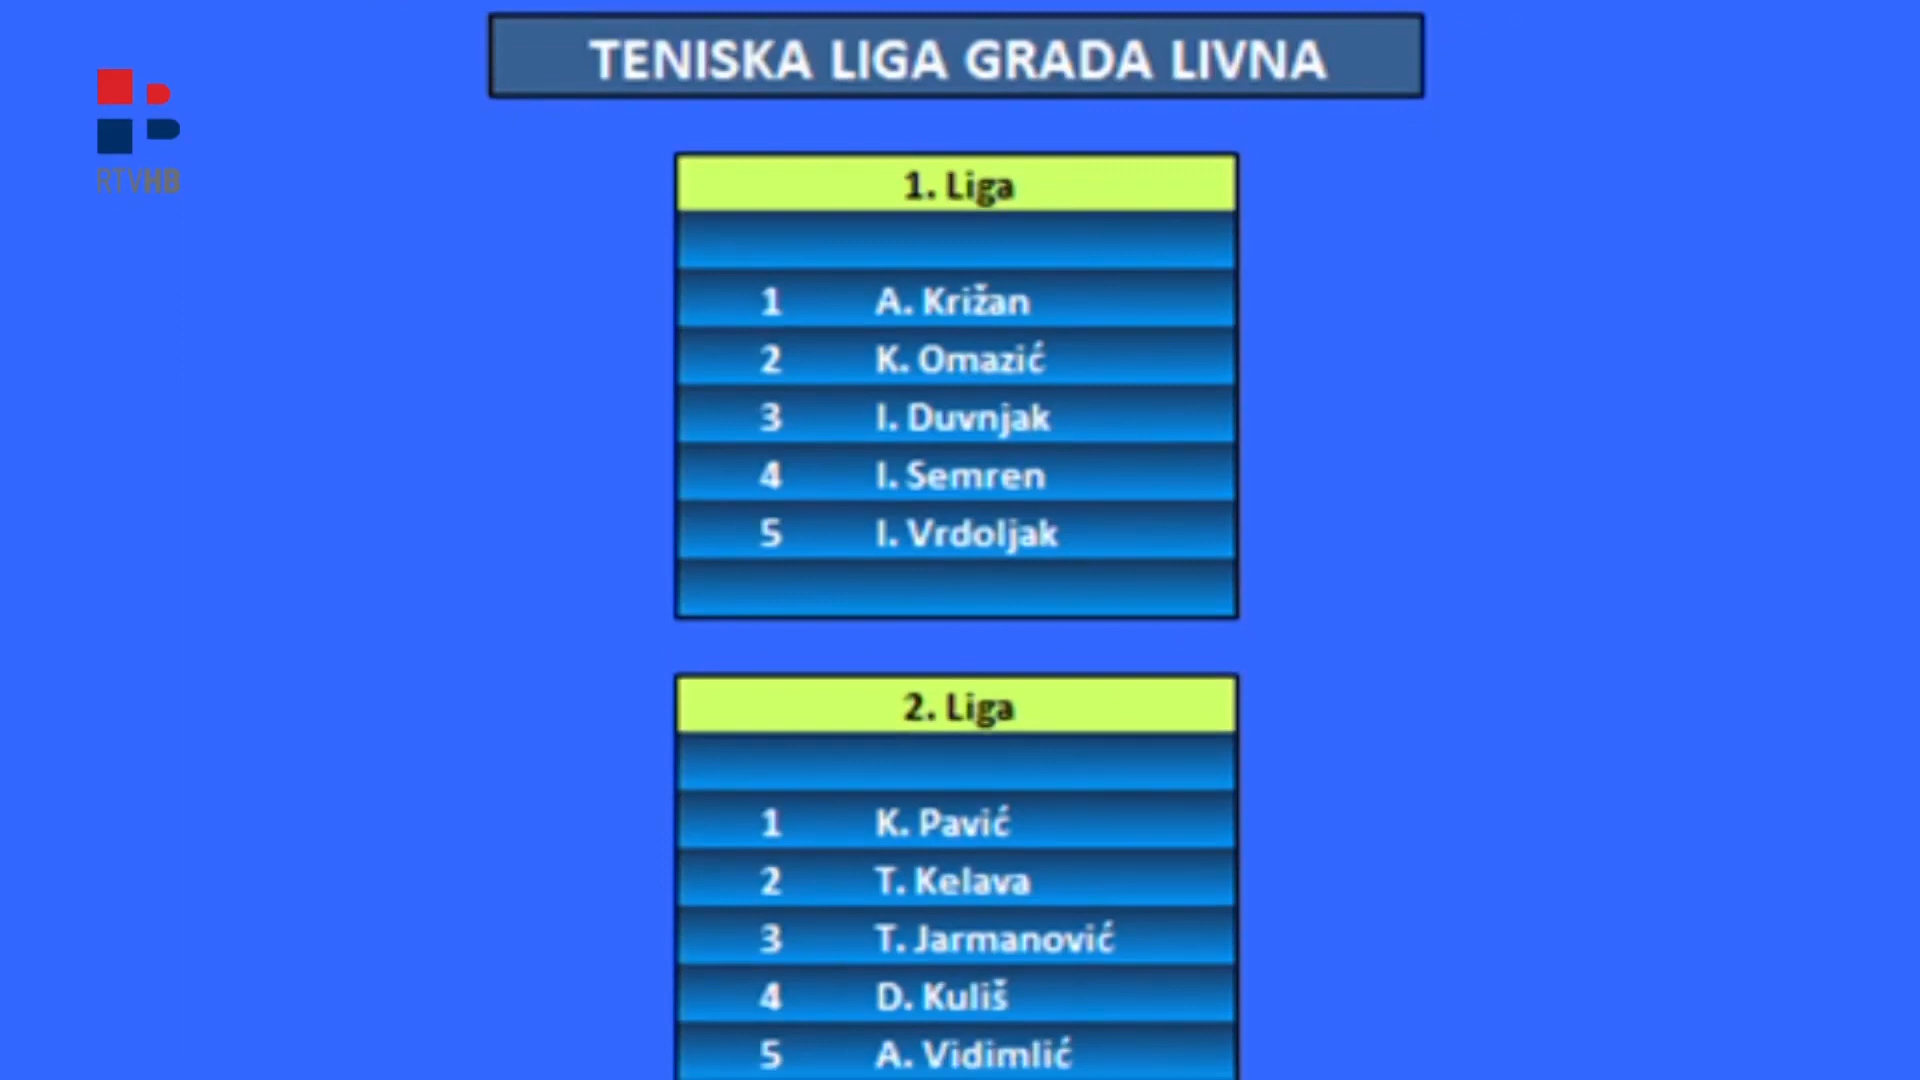 TENISKA LIGA GRADA LIVNA
RTVHB
1. Liga
1 A. Križan
2 K. Omazić
3 I. Duvnjak
4 I. Semren
5 I. Vrdoljak
2. Liga
1 K. Pavić
2 T. Kelava
3 T. Jarmanović
4 D. Kuliš
5 A. Vidimlić